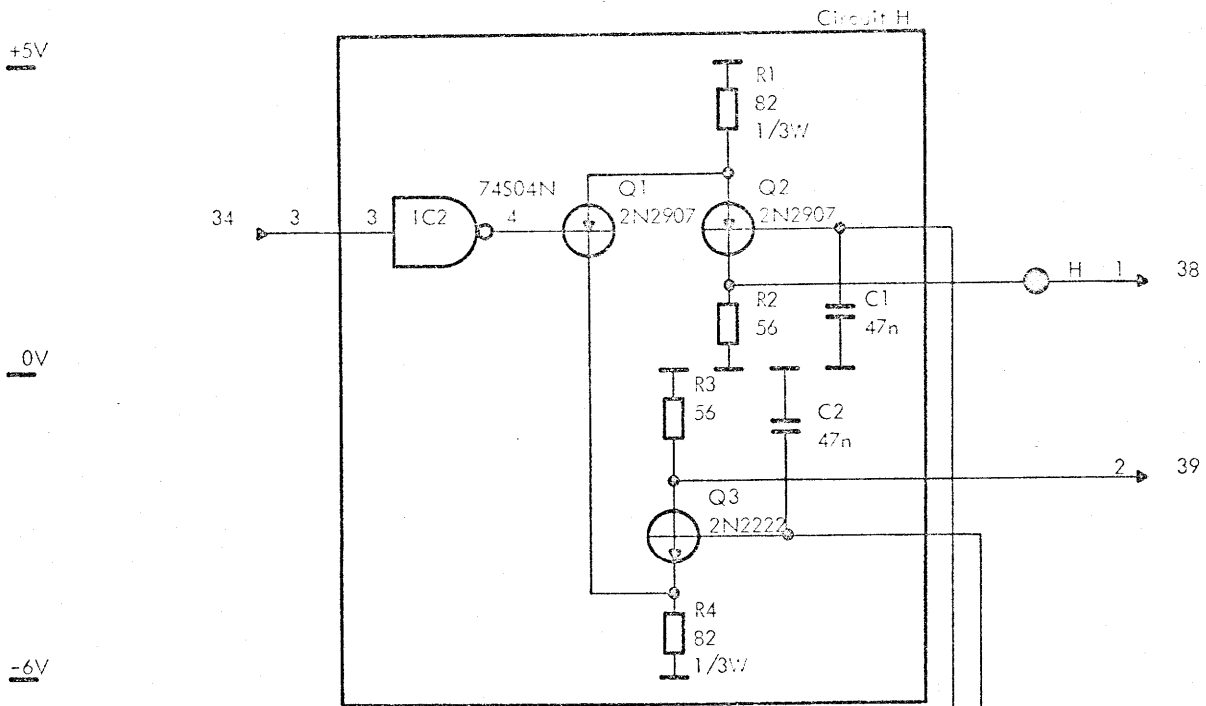 Circuit H
+5V
R1
82
1/3W
74S04N
Q1
2N2907
Q2
2N2907
34
3
3
IC2
4
H
1
38
R2
56
C1
47n
0V
R3
56
C2
47n
2
39
Q3
2N2222
R4
82
1/3W
-6V